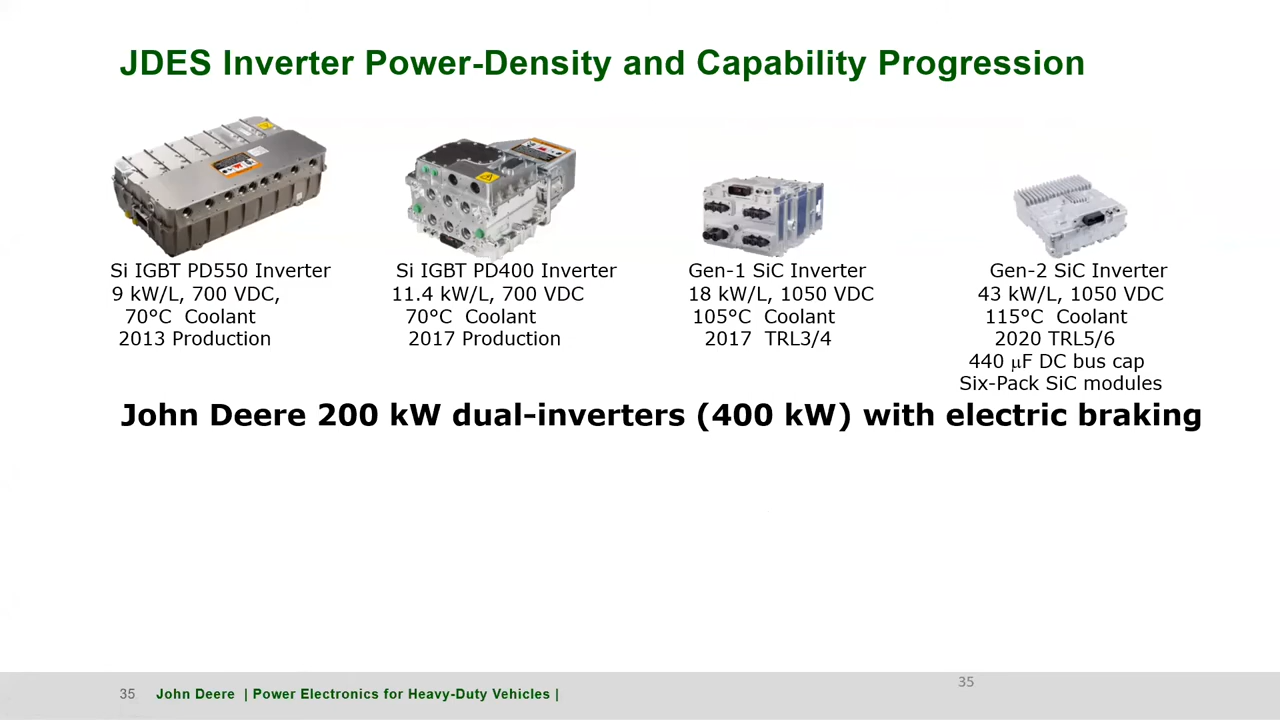 JDES Inverter Power-Density and Capability Progression
Si IGBT PD550 Inverter
9 kW/L, 700 VDC,
70°C Coolant
2013 Production
Si IGBT PD400 Inverter
11.4 kW/L, 700 VDC
70°C Coolant
2017 Production
Gen-1 SiC Inverter
18 kW/L, 1050 VDC
105°C Coolant
2017 TRL3/4
Gen-2 SiC Inverter
43 kW/L, 1050 VDC
115°C Coolant
2020 TRL5/6
440 μF DC bus cap
Six-Pack SiC modules
John Deere 200 kW dual-inverters (400 kW) with electric braking
35 John Deere | Power Electronics for Heavy-Duty Vehicles |
35